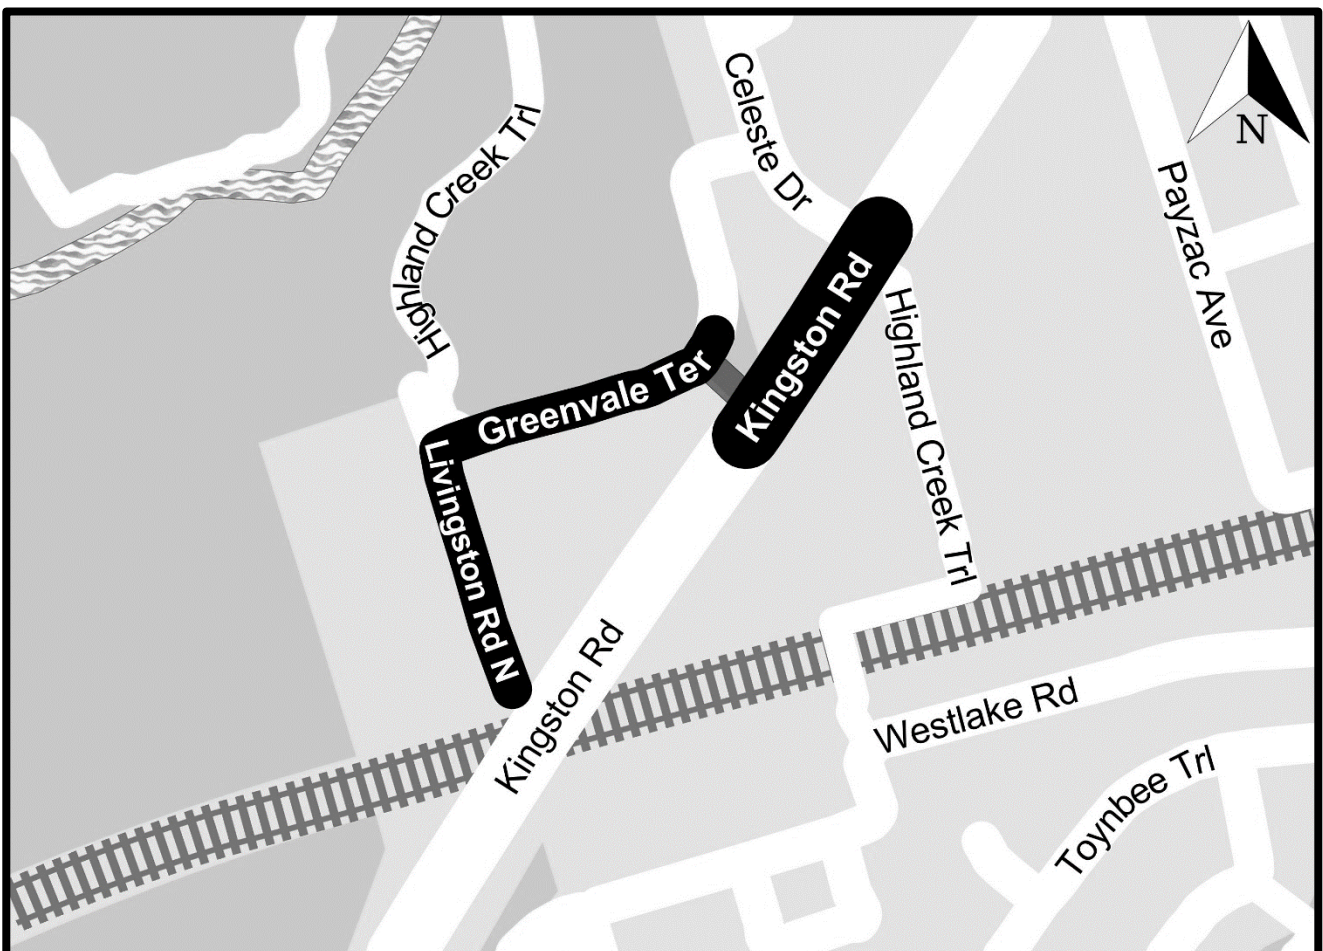 Celeste Dr
N
Highland Creek Trl
Payzac Ave
Kingston Rd
Highland Creek Trl
Greenvale Ter
Livingston Rd N
Kingston Rd
Westlake Rd
Toynbee Trl